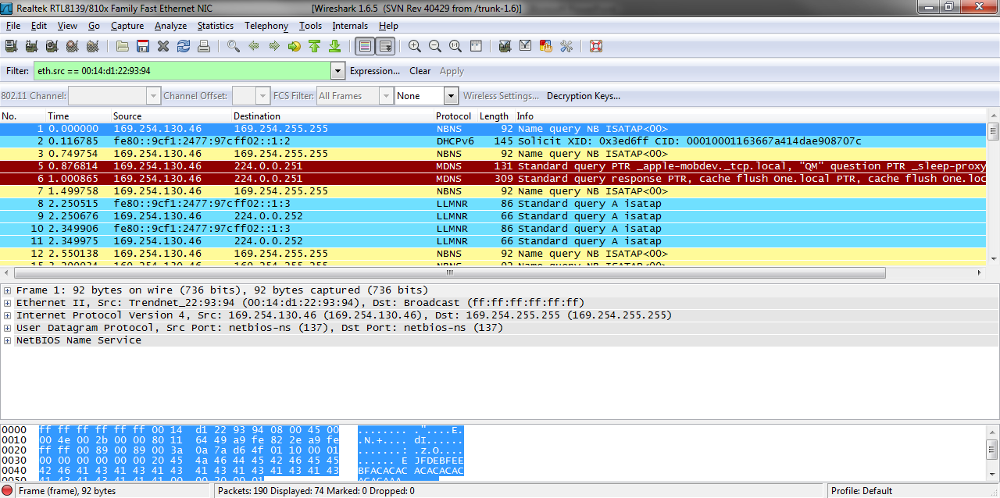 Realtek RTL8139/810x Family Fast Ethernet NIC [Wireshark 1.6.5 (SVN Rev 40429 from /trunk-1.6)]
File Edit View Go Capture Analyze Statistics Telephony Tools Internals Help
Filter: eth.src == 00:14:d1:22:93:94 Expression... Clear Apply
802.11 Channel: Channel Offset: FCS Filter: All Frames None Wireless Settings... Decryption Keys...
No. Time Source Destination Protocol Length Info
1 0.000000 169.254.130.46 169.254.255.255 NBNS 92 Name query NB ISATAP<00>
2 0.116785 fe80::9cf1:2477:97cff02::1:2 DHCPv6 145 Solicit XID: 0x3ed6ff CID: 00010001163667a414dae908707c
3 0.749754 169.254.130.46 169.254.255.255 NBNS 92 Name query NB ISATAP<00>
5 0.876814 169.254.130.46 224.0.0.251 MDNS 131 Standard query PTR _apple-mobdev._tcp.local, "QM" question PTR _sleep-proxy
6 1.000865 169.254.130.46 224.0.0.251 MDNS 309 Standard query response PTR, cache flush One.local PTR, cache flush One.loc
7 1.499758 169.254.130.46 169.254.255.255 NBNS 92 Name query NB ISATAP<00>
8 2.250515 fe80::9cf1:2477:97cff02::1:3 LLMNR 86 Standard query A isatap
9 2.250676 169.254.130.46 224.0.0.252 LLMNR 66 Standard query A isatap
10 2.349906 fe80::9cf1:2477:97cff02::1:3 LLMNR 86 Standard query A isatap
11 2.349975 169.254.130.46 224.0.0.252 LLMNR 66 Standard query A isatap
12 2.550138 169.254.130.46 169.254.255.255 NBNS 92 Name query NB ISATAP<00>
Frame 1: 92 bytes on wire (736 bits), 92 bytes captured (736 bits)
Ethernet II, Src: Trendnet_22:93:94 (00:14:d1:22:93:94), Dst: Broadcast (ff:ff:ff:ff:ff:ff)
Internet Protocol Version 4, Src: 169.254.130.46 (169.254.130.46), Dst: 169.254.255.255 (169.254.255.255)
User Datagram Protocol, Src Port: netbios-ns (137), Dst Port: netbios-ns (137)
NetBIOS Name Service
0000 ff ff ff ff ff ff 00 14 d1 22 93 94 08 00 45 00 ........ ."....E.
0010 00 4e 00 2b 00 00 80 11 64 49 a9 fe 82 2e a9 fe .N.+.... dI......
0020 ff ff 00 89 00 89 00 3a 0a 7a d6 4f 01 10 00 01 .......: .z.O....
0030 00 00 00 00 00 00 20 45 4a 46 44 45 42 46 45 45 ...... E JFDEBFEE
0040 42 46 41 43 41 43 41 43 41 43 41 43 41 43 41 43 BFACACAC ACACACAC
0050 41 43 41 43 41 41 41 00 00 20 00 01 ACACAAA. . ..
Frame (frame), 92 bytes Packets: 190 Displayed: 74 Marked: 0 Dropped: 0 Profile: Default